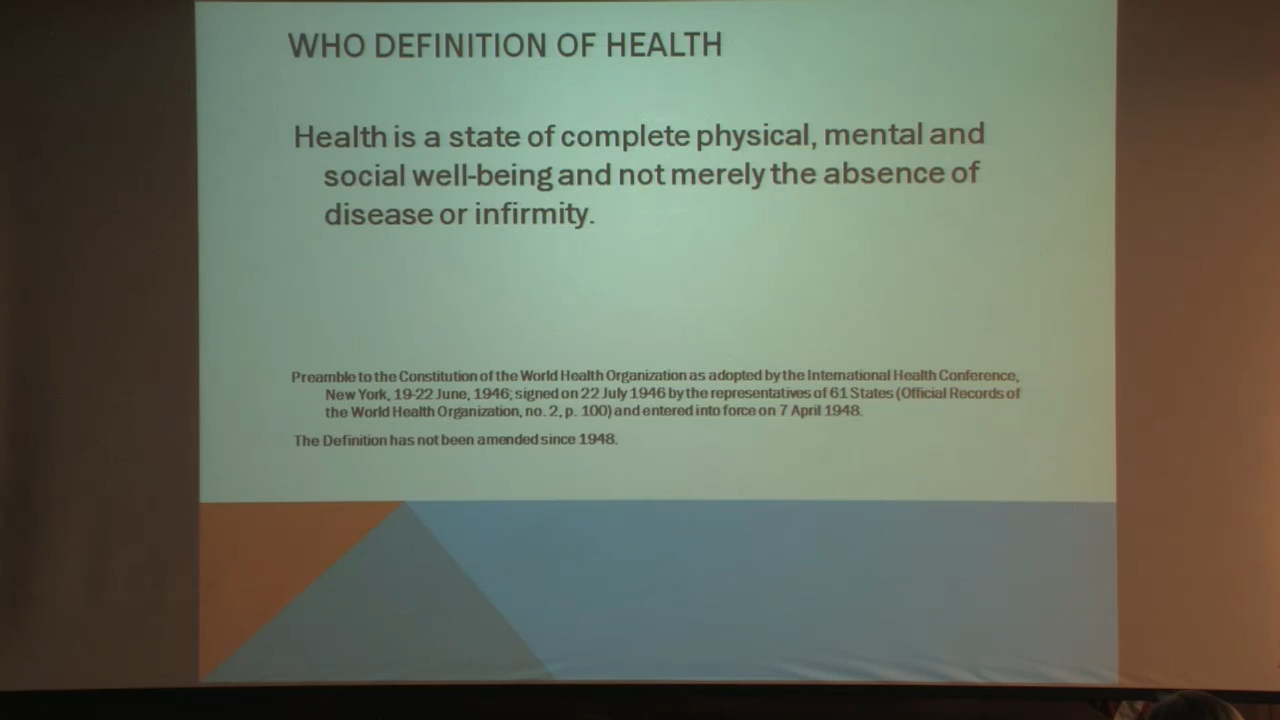 WHO DEFINITION OF HEALTH
Health is a state of complete physical, mental and
social well-being and not merely the absence of
disease or infirmity.
Preamble to the Constitution of the World Health Organization as adopted by the International Health Conference,
New York, 19-22 June, 1946; signed on 22 July 1946 by the representatives of 61 States (Official Records of
the World Health Organization, no. 2, p. 100) and entered into force on 7 April 1948.
The Definition has not been amended since 1948.